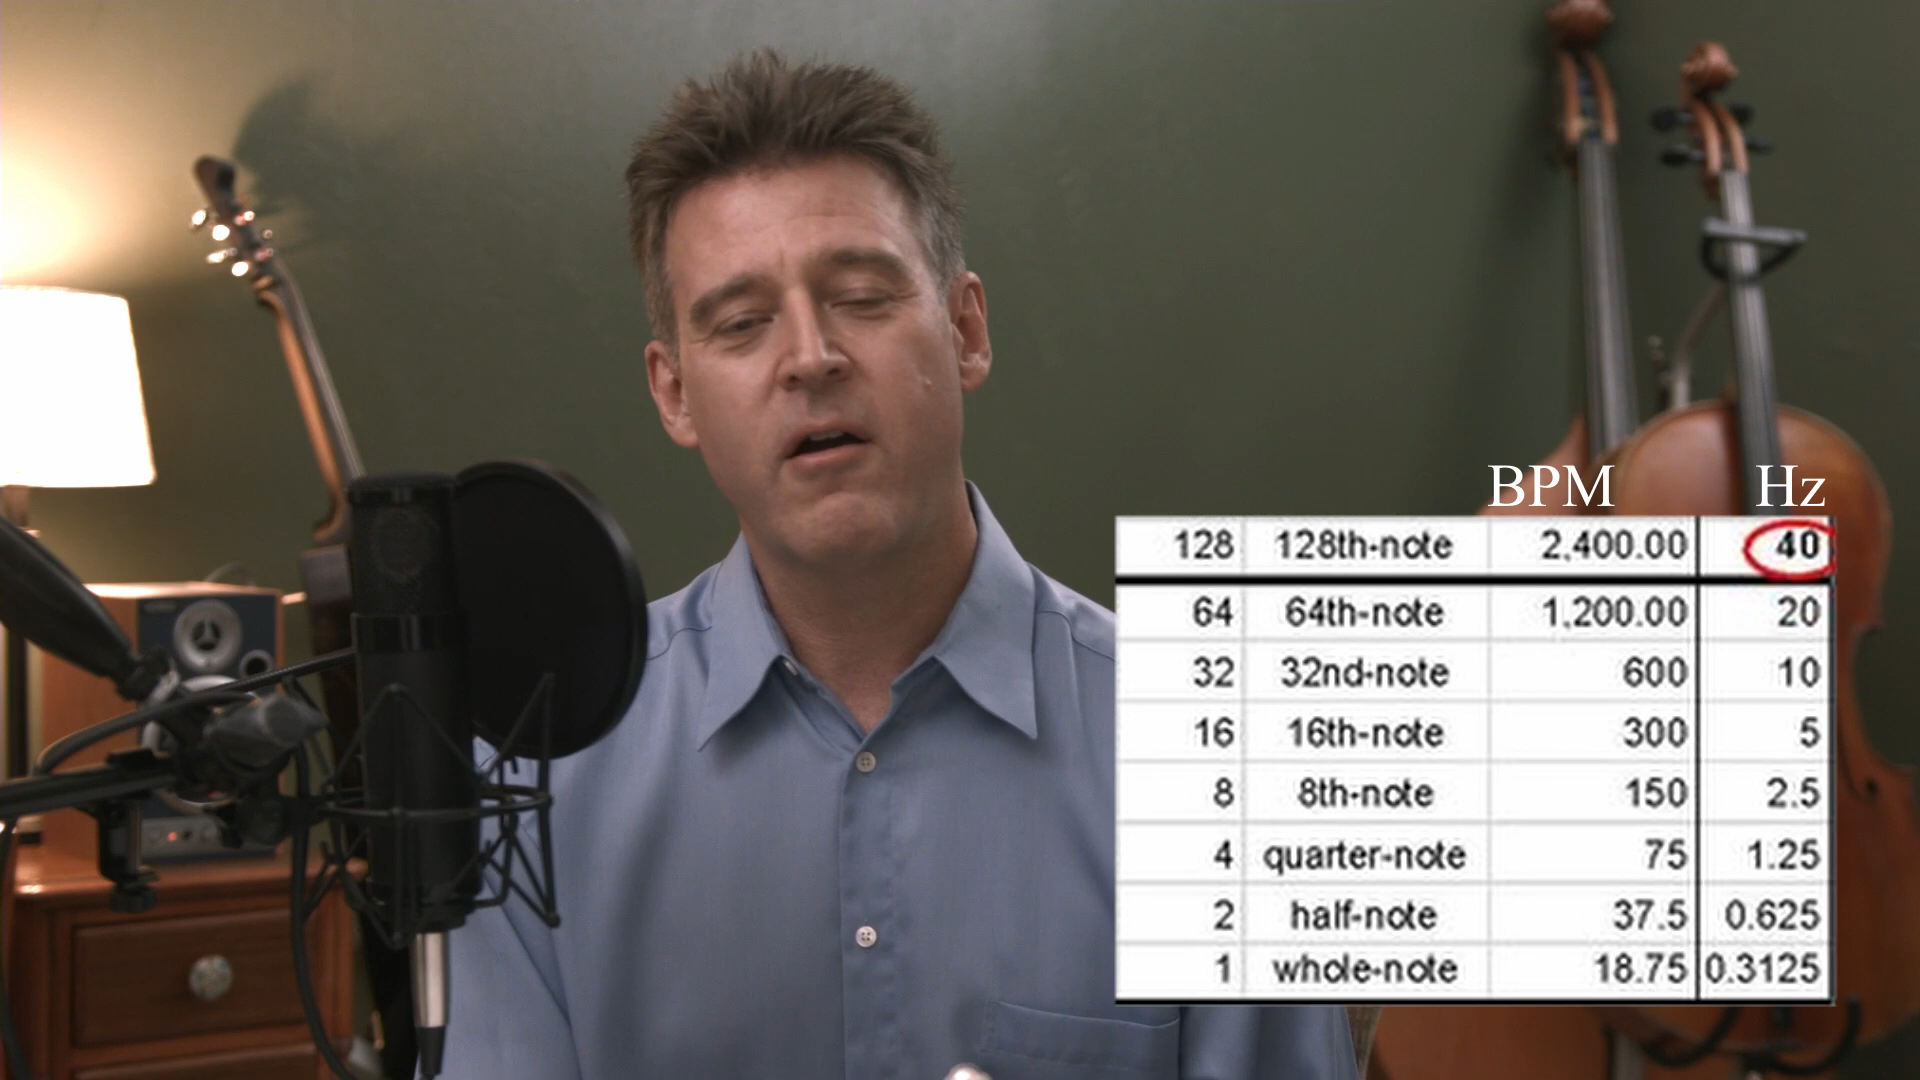 BPM Hz
128 128th-note 2,400.00 40
64 64th-note 1,200.00 20
32 32nd-note 600 10
16 16th-note 300 5
8 8th-note 150 2.5
4 quarter-note 75 1.25
2 half-note 37.5 0.625
1 whole-note 18.75 0.3125